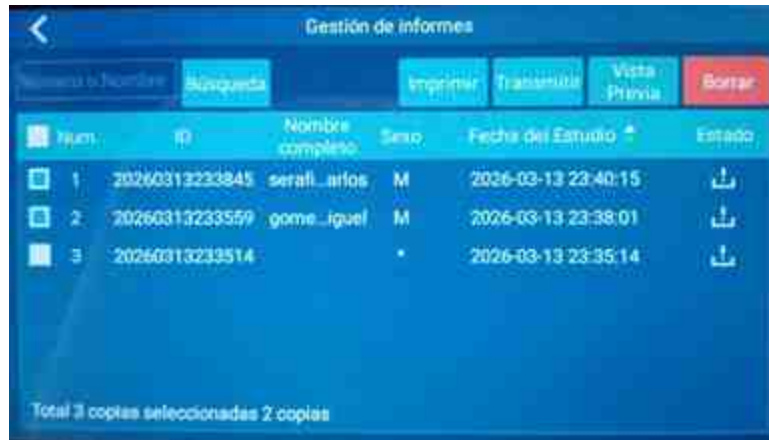 Gestión de informes
Número o Nombre Búsqueda Imprimir Transmitir Vista Previa Borrar
Num. ID Nombre completo Sexo Fecha del Estudio Estado
1 20260313233845 serafi...arlos M 2026-03-13 23:40:15
2 20260313233559 gome...iguel M 2026-03-13 23:38:01
3 20260313233514 * 2026-03-13 23:35:14
Total 3 copias seleccionadas 2 copias